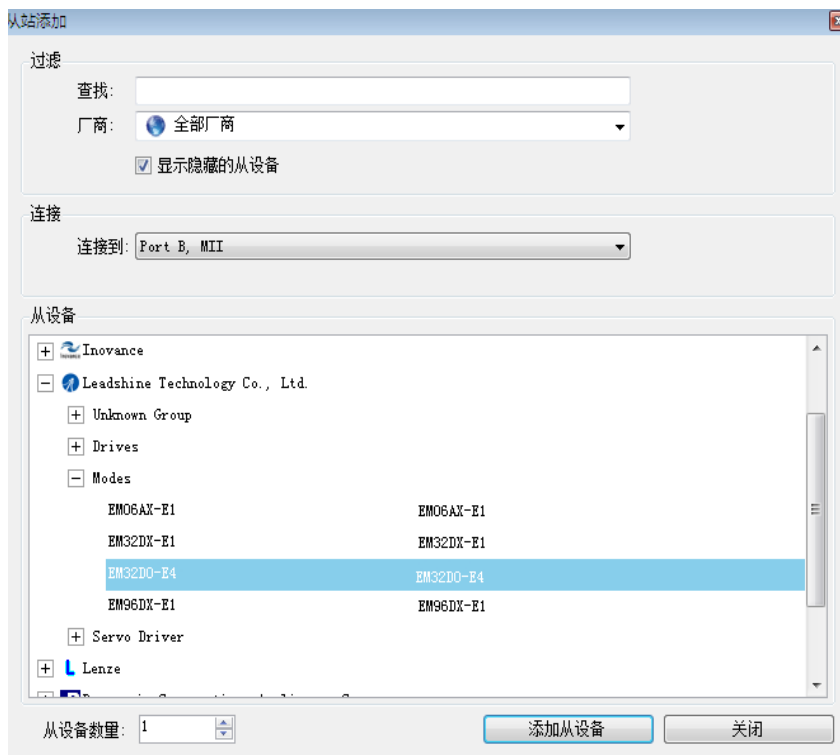 从站添加
过滤
查找:
厂商: 全部厂商
显示隐藏的从设备
连接
连接到: Port B, MII
从设备
Inovance
Leadshine Technology Co., Ltd.
Unknown Group
Drives
Modes
EM06AX-E1 EM06AX-E1
EM32DX-E1 EM32DX-E1
EM32DO-E4 EM32DO-E4
EM96DX-E1 EM96DX-E1
Servo Driver
Lenze
从设备数量: 1 添加从设备 关闭